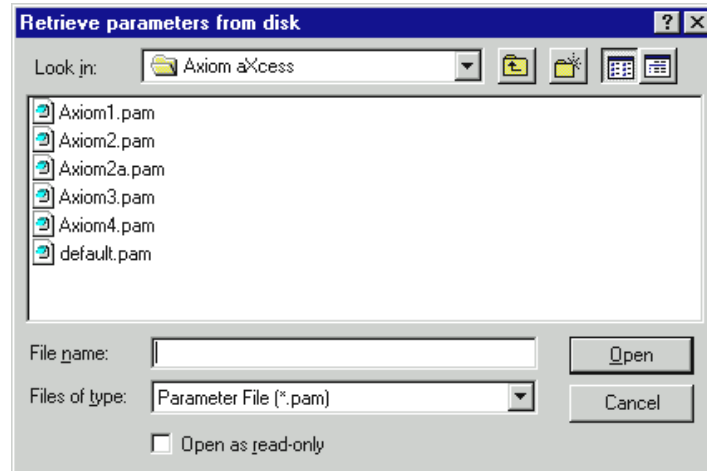 Retrieve parameters from disk
Look in: Axiom aXcess
Axiom1.pam
Axiom2.pam
Axiom2a.pam
Axiom3.pam
Axiom4.pam
default.pam
File name: Open
Files of type: Parameter File (*.pam) Cancel
Open as read-only